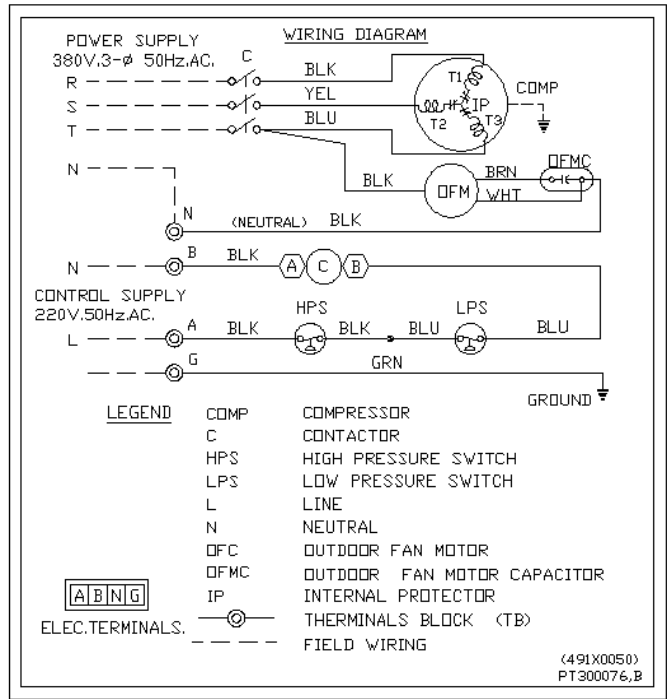 WIRING DIAGRAM
POWER SUPPLY
380V.3-ø 50Hz.AC.
C
R
BLK
T1
COMP
S
YEL
IP
T2
T3
T
BLU
N
BLK
OFM
BRN
OFMC
WHT
N
(NEUTRAL) BLK
N
B
BLK
A C B
CONTROL SUPPLY
220V.50Hz.AC.
HPS
LPS
L
A
BLK
BLK
BLU
BLU
G
GRN
GROUND
LEGEND
COMP COMPRESSOR
C CONTACTOR
HPS HIGH PRESSURE SWITCH
LPS LOW PRESSURE SWITCH
L LINE
N NEUTRAL
OFC OUTDOOR FAN MOTOR
OFMC OUTDOOR FAN MOTOR CAPACITOR
IP INTERNAL PROTECTOR
THERMINALS BLOCK (TB)
FIELD WIRING
A B N G
ELEC.TERMINALS.
(491X0050)
PT300076,B